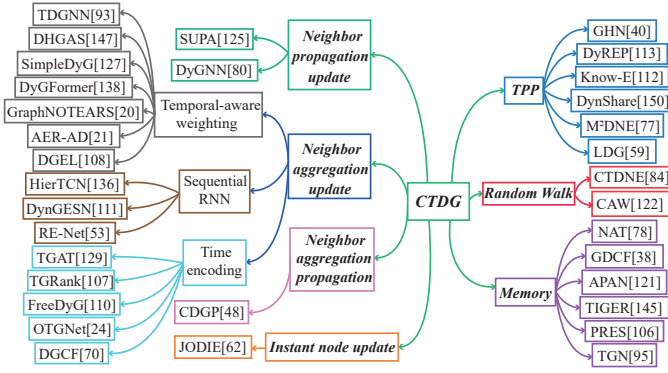 TDGNN[93]
DHGAS[147]
SimpleDyG[127]
DyGFormer[138]
GraphNOTEARS[20]
AER-AD[21]
DGEL[108]
HierTCN[136]
DynGESN[111]
RE-Net[53]
TGAT[129]
TGRank[107]
FreeDyG[110]
OTGNet[24]
DGCF[70]
SUPA[125]
DyGNN[80]
Temporal-aware
weighting
Sequential
RNN
Time
encoding
CDGP[48]
JODIE[62]
Neighbor
propagation
update
Neighbor
aggregation
update
Neighbor
aggregation
propagation
Instant node update
CTDG
TPP
Random Walk
Memory
GHN[40]
DyREP[113]
Know-E[112]
DynShare[150]
M²DNE[77]
LDG[59]
CTDNE[84]
CAW[122]
NAT[78]
GDCF[38]
APAN[121]
TIGER[145]
PRES[106]
TGN[95]